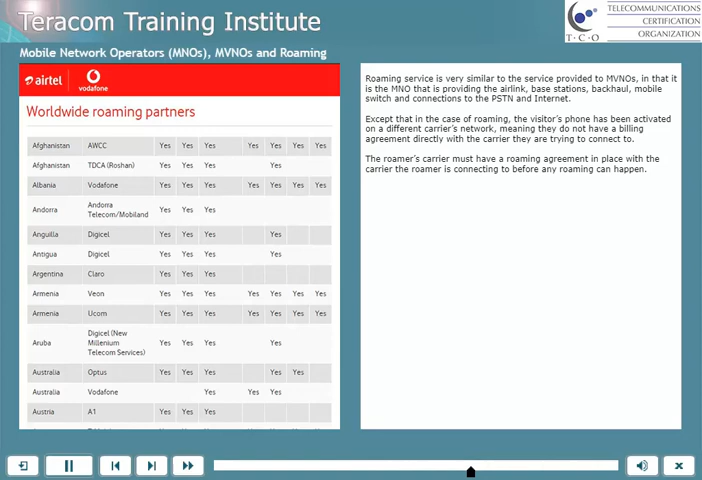 Teracom Training Institute
TELECOMMUNICATIONS
CERTIFICATION
ORGANIZATION
T·C·O
Mobile Network Operators (MNOs), MVNOs and Roaming
airtel vodafone
Worldwide roaming partners
Afghanistan AWCC Yes Yes Yes Yes Yes Yes Yes
Afghanistan TDCA (Roshan) Yes Yes Yes Yes
Albania Vodafone Yes Yes Yes Yes Yes Yes Yes
Andorra Andorra Telecom/Mobiland Yes Yes Yes
Anguilla Digicel Yes Yes Yes Yes
Antigua Digicel Yes Yes Yes Yes
Argentina Claro Yes Yes Yes
Armenia Veon Yes Yes Yes Yes Yes Yes Yes
Armenia Ucom Yes Yes Yes Yes Yes Yes Yes
Aruba Digicel (New Millenium Telecom Services) Yes Yes Yes Yes
Australia Optus Yes Yes Yes Yes Yes Yes
Australia Vodafone Yes Yes Yes
Austria A1 Yes Yes Yes
Roaming service is very similar to the service provided to MVNOs, in that it
is the MNO that is providing the airlink, base stations, backhaul, mobile
switch and connections to the PSTN and Internet.
Except that in the case of roaming, the visitor's phone has been activated
on a different carrier's network, meaning they do not have a billing
agreement directly with the carrier they are trying to connect to.
The roamer's carrier must have a roaming agreement in place with the
carrier the roamer is connecting to before any roaming can happen.